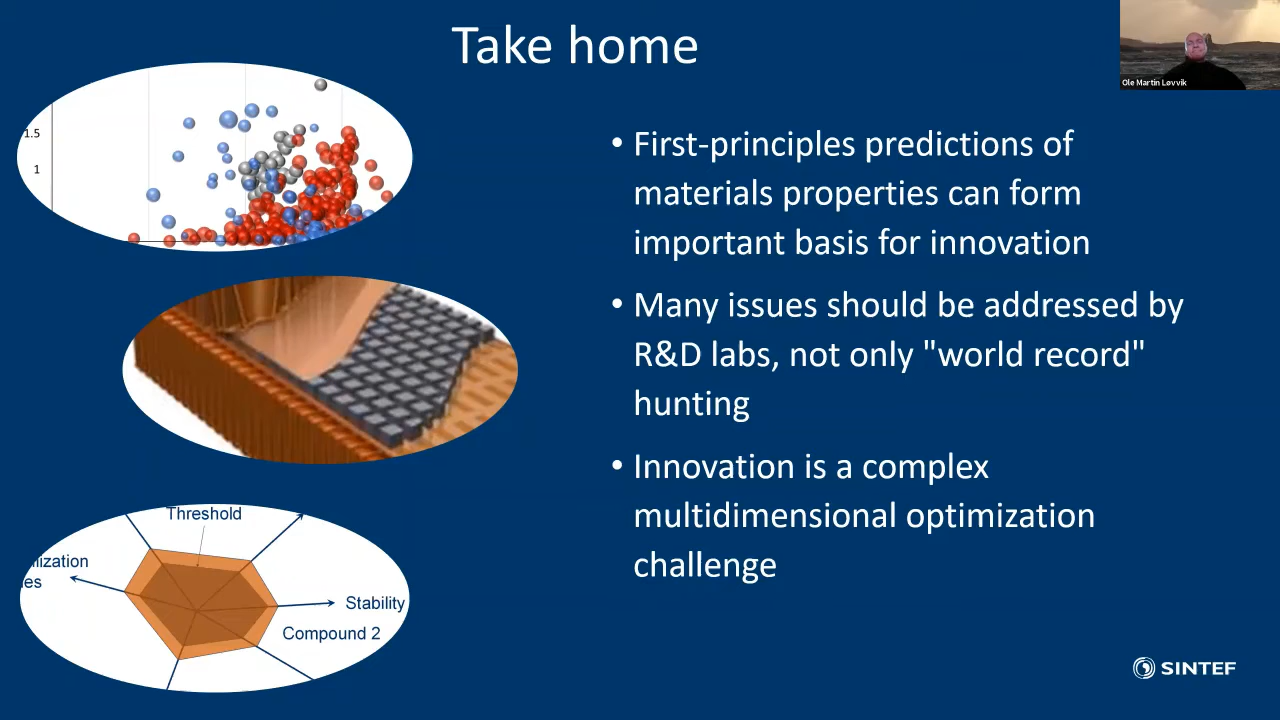 Take home
Ole Martin Løvvik
1.5
1
• First-principles predictions of
materials properties can form
important basis for innovation
• Many issues should be addressed by
R&D labs, not only "world record"
hunting
• Innovation is a complex
multidimensional optimization
challenge
Threshold
Stability
Compound 2
SINTEF